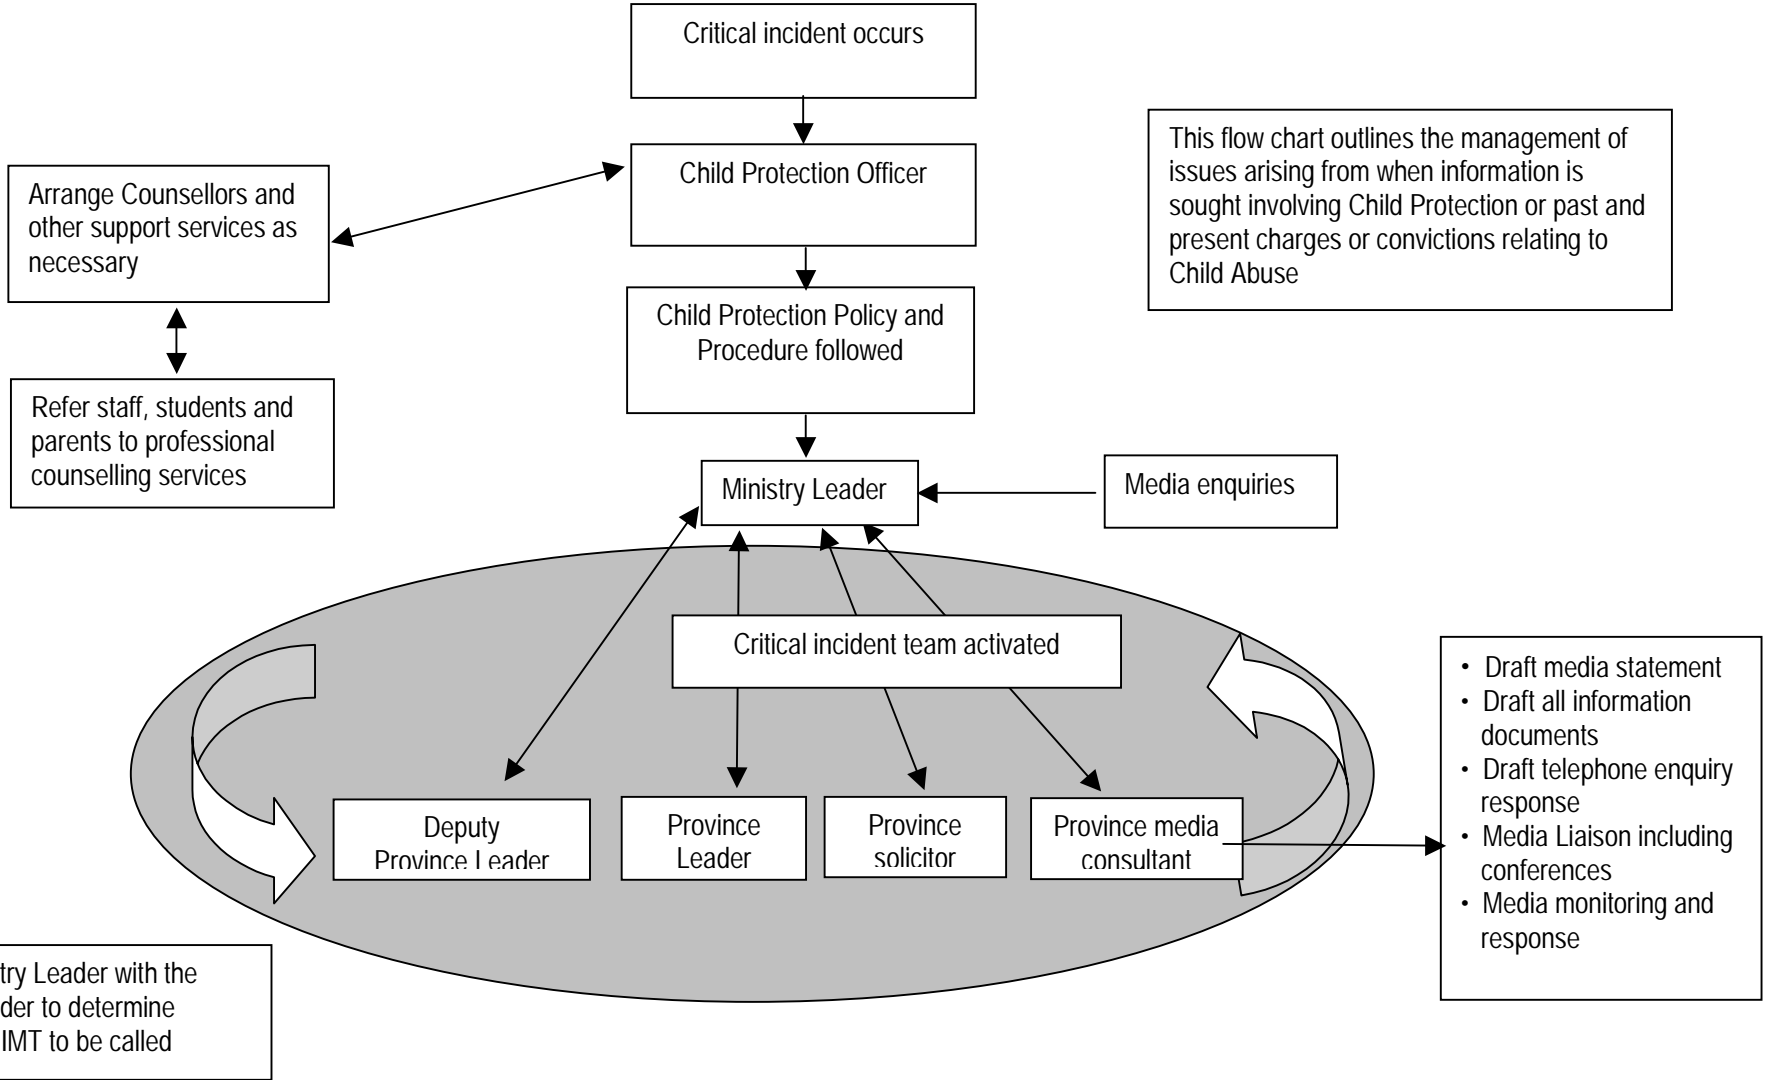 Critical incident occurs
Child Protection Officer
This flow chart outlines the management of
issues arising from when information is
sought involving Child Protection or past and
present charges or convictions relating to
Child Abuse
Arrange Counsellors and
other support services as
necessary
Child Protection Policy and
Procedure followed
Refer staff, students and
parents to professional
counselling services
Ministry Leader
Media enquiries
Critical incident team activated
Deputy
Province Leader
Province
Leader
Province
solicitor
Province media
consultant
• Draft media statement
• Draft all information
documents
• Draft telephone enquiry
response
• Media Liaison including
conferences
• Media monitoring and
response
try Leader with the
der to determine
IMT to be called